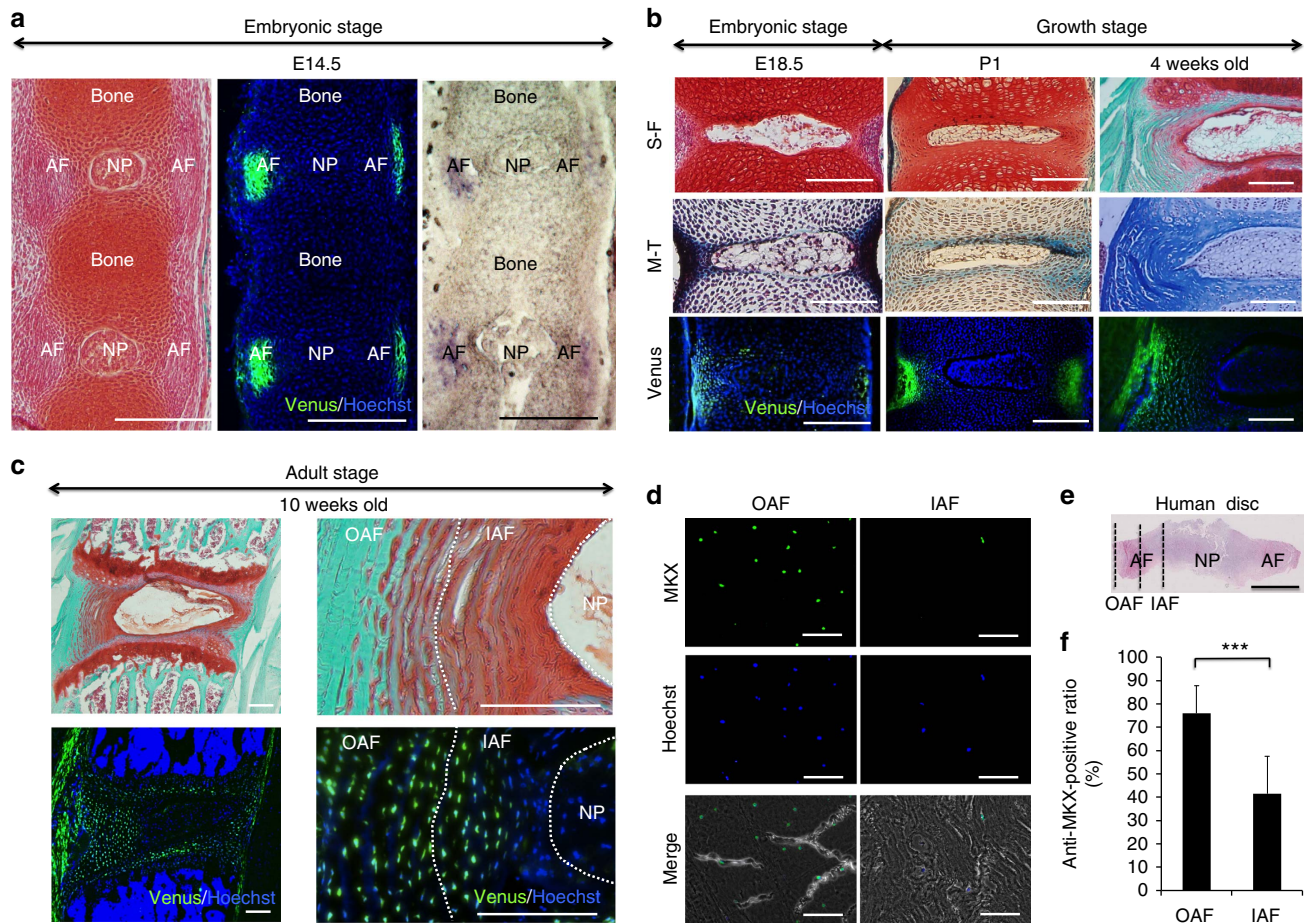 a
Embryonic stage
E14.5
Bone
AF NP AF
Bone
AF NP AF
Bone
AF NP AF
Bone
AF NP AF
Venus/Hoechst
Bone
AF NP AF
Bone
AF NP AF
b
Embryonic stage Growth stage
E18.5 P1 4 weeks old
S-F
M-T
Venus
Venus/Hoechst
c
Adult stage
10 weeks old
OAF IAF
NP
Venus/Hoechst
OAF IAF
NP
Venus/Hoechst
d
OAF IAF
MKX
Hoechst
Merge
e
Human disc
AF NP AF
OAF IAF
f
***
Anti-MKX-positive ratio
(%)
100
90
80
70
60
50
40
30
20
10
0
OAF IAF